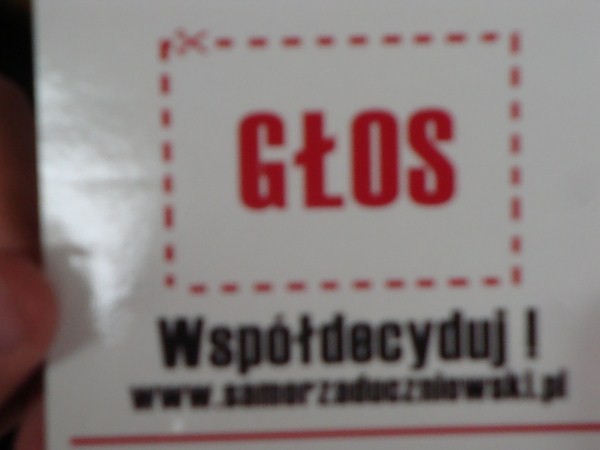 GŁOS
Współdecyduj !
www.samorzaduczniowski.pl